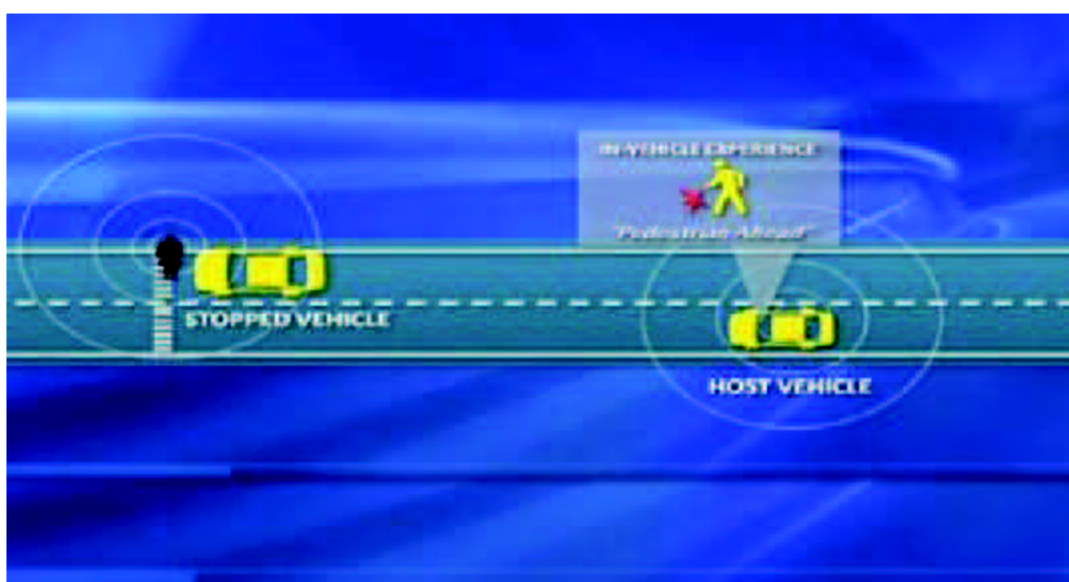 IN-VEHICLE EXPERIENCE
"Pedestrian Ahead"
STOPPED VEHICLE
HOST VEHICLE